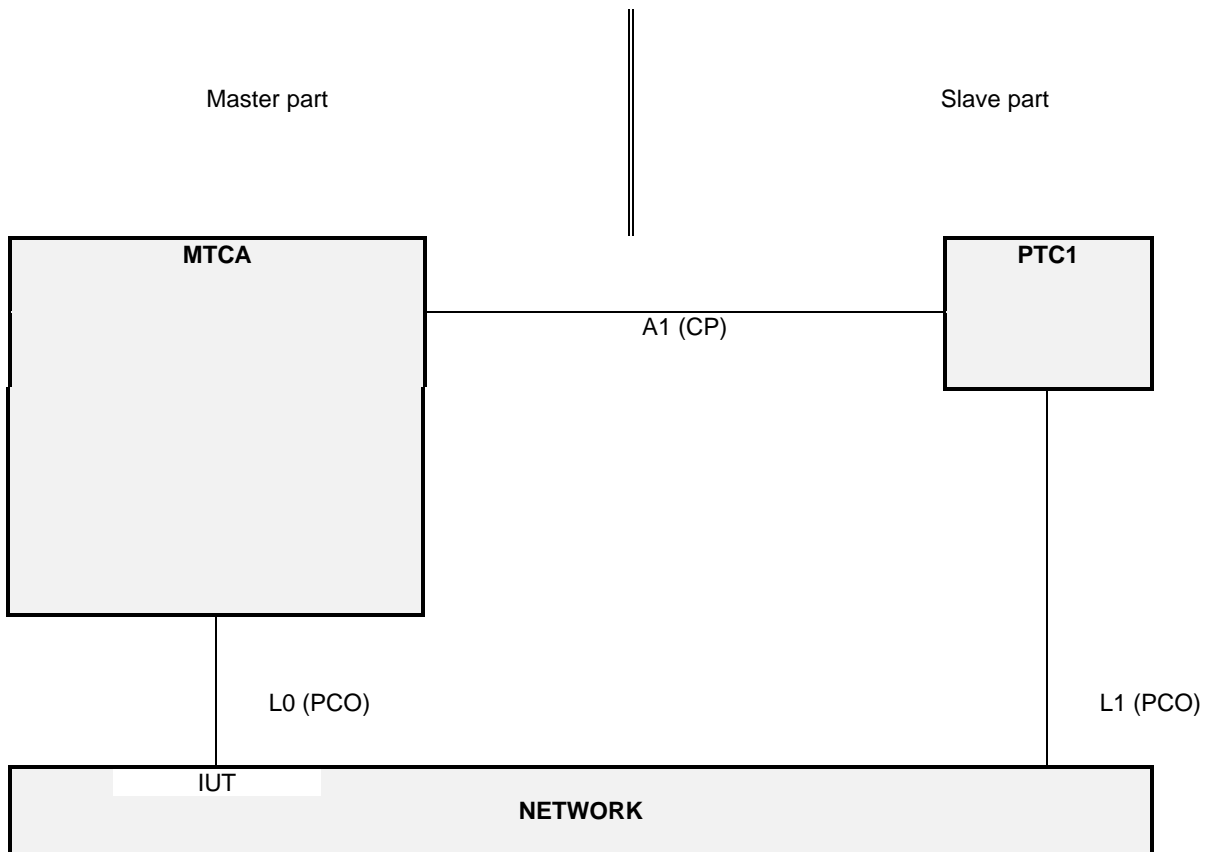 Master part
Slave part
MTCA
PTC1
A1 (CP)
L0 (PCO)
L1 (PCO)
IUT
NETWORK